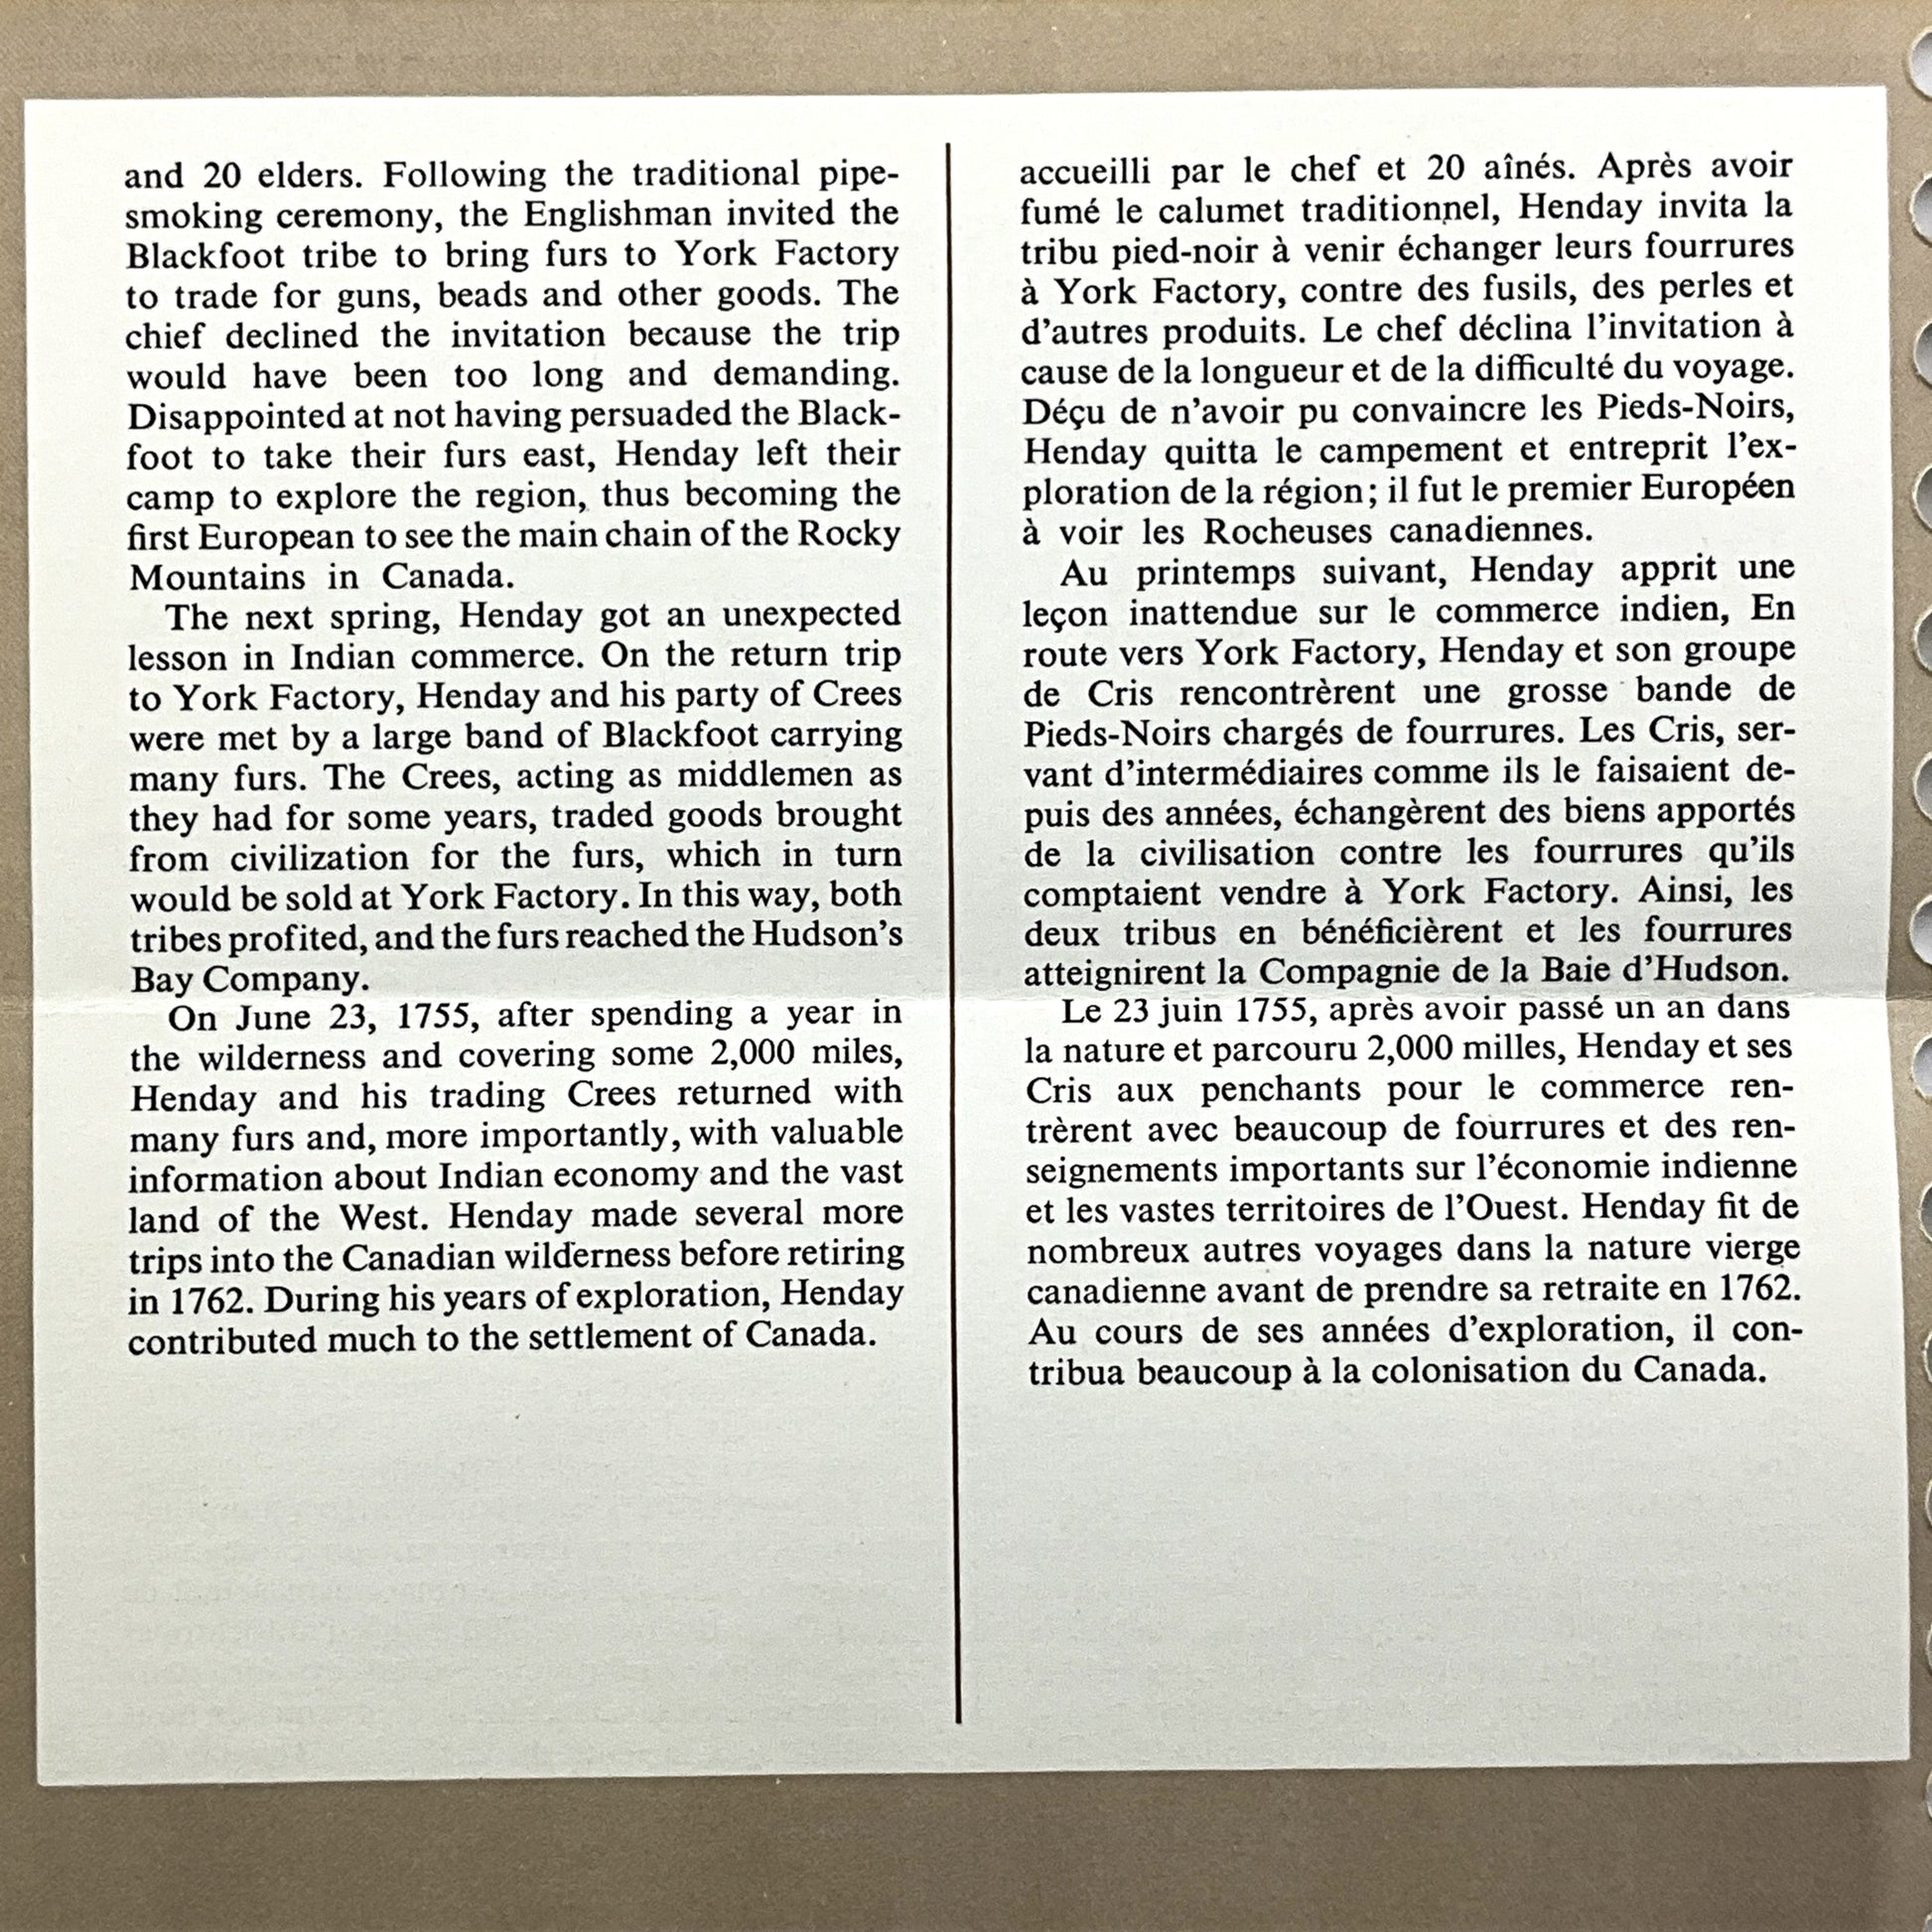 and 20 elders. Following the traditional pipe-
smoking ceremony, the Englishman invited the
Blackfoot tribe to bring furs to York Factory
to trade for guns, beads and other goods. The
chief declined the invitation because the trip
would have been too long and demanding.
Disappointed at not having persuaded the Black-
foot to take their furs east, Henday left their
camp to explore the region, thus becoming the
first European to see the main chain of the Rocky
Mountains in Canada.
The next spring, Henday got an unexpected
lesson in Indian commerce. On the return trip
to York Factory, Henday and his party of Crees
were met by a large band of Blackfoot carrying
many furs. The Crees, acting as middlemen as
they had for some years, traded goods brought
from civilization for the furs, which in turn
would be sold at York Factory. In this way, both
tribes profited, and the furs reached the Hudson's
Bay Company.
On June 23, 1755, after spending a year in
the wilderness and covering some 2,000 miles,
Henday and his trading Crees returned with
many furs and, more importantly, with valuable
information about Indian economy and the vast
land of the West. Henday made several more
trips into the Canadian wilderness before retiring
in 1762. During his years of exploration, Henday
contributed much to the settlement of Canada.
accueilli par le chef et 20 aînés. Après avoir
fumé le calumet traditionnel, Henday invita la
tribu pied-noir à venir échanger leurs fourrures
à York Factory, contre des fusils, des perles et
d'autres produits. Le chef déclina l'invitation à
cause de la longueur et de la difficulté du voyage.
Déçu de n'avoir pu convaincre les Pieds-Noirs,
Henday quitta le campement et entreprit l'ex-
ploration de la région; il fut le premier Européen
à voir les Rocheuses canadiennes.
Au printemps suivant, Henday apprit une
leçon inattendue sur le commerce indien, En
route vers York Factory, Henday et son groupe
de Cris rencontrèrent une grosse bande de
Pieds-Noirs chargés de fourrures. Les Cris, ser-
vant d'intermédiaires comme ils le faisaient de-
puis des années, échangèrent des biens apportés
de la civilisation contre les fourrures qu'ils
comptaient vendre à York Factory. Ainsi, les
deux tribus en bénéficièrent et les fourrures
atteignirent la Compagnie de la Baie d'Hudson.
Le 23 juin 1755, après avoir passé un an dans
la nature et parcouru 2,000 milles, Henday et ses
Cris aux penchants pour le commerce ren-
trèrent avec beaucoup de fourrures et des ren-
seignements importants sur l'économie indienne
et les vastes territoires de l'Ouest. Henday fit de
nombreux autres voyages dans la nature vierge
canadienne avant de prendre sa retraite en 1762.
Au cours de ses années d'exploration, il con-
tribua beaucoup à la colonisation du Canada.